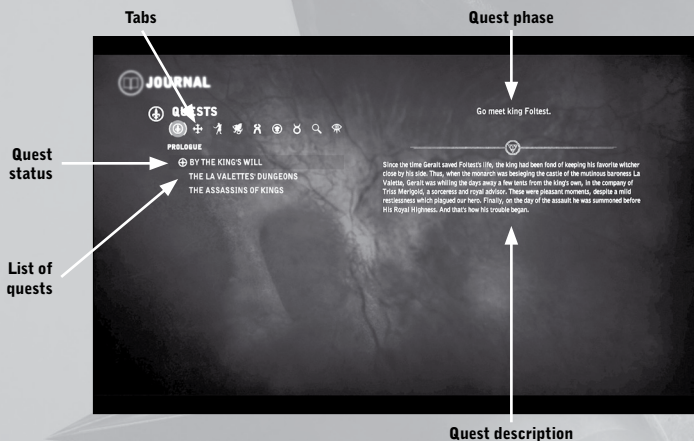 Tabs
Quest phase
JOURNAL
QUESTS
Go meet king Foltest.
PROLOGUE
Quest
status
BY THE KING'S WILL
THE LA VALETTES' DUNGEONS
THE ASSASSINS OF KINGS
Since the time Geralt saved Foltest's life, the king had been fond of keeping his favorite witcher
close by his side. Thus, when the monarch was besieging the castle of the mutinous baroness La
Valette, Geralt was whiling the days away a few tents from the king's own, in the company of
Triss Merigold, a sorceress and royal advisor. These were pleasant moments, despite a mild
restlessness which plagued our hero. Finally, on the day of the assault he was summoned before
His Royal Highness. And that's how his trouble began.
List of
quests
Quest description